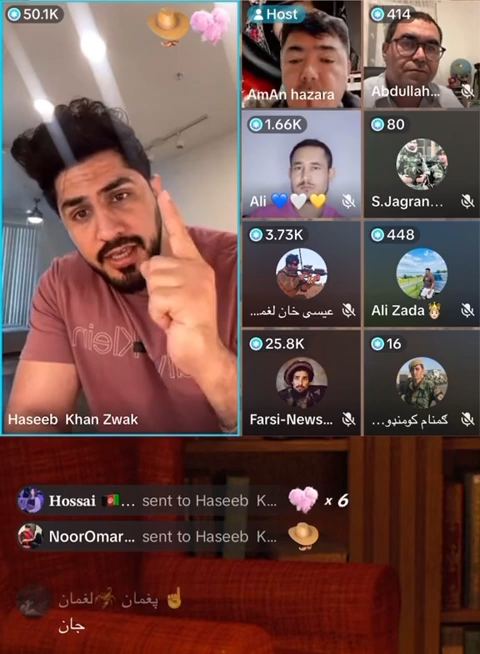 50.1K
Haseeb Khan Zwak
Host
AmAn hazara
414
Abdullah...
1.66K
Ali 💙🤍💛
80
S.Jagran...
3.73K
عیسی خان لغم...
448
Ali Zada🐴
25.8K
Farsi-News...
16
گمنام کومنډو...
Hossai 🇦🇫... sent to Haseeb K... x 6
NoorOmar... sent to Haseeb K...
پغمان 🦂لغمان ☝️
جان